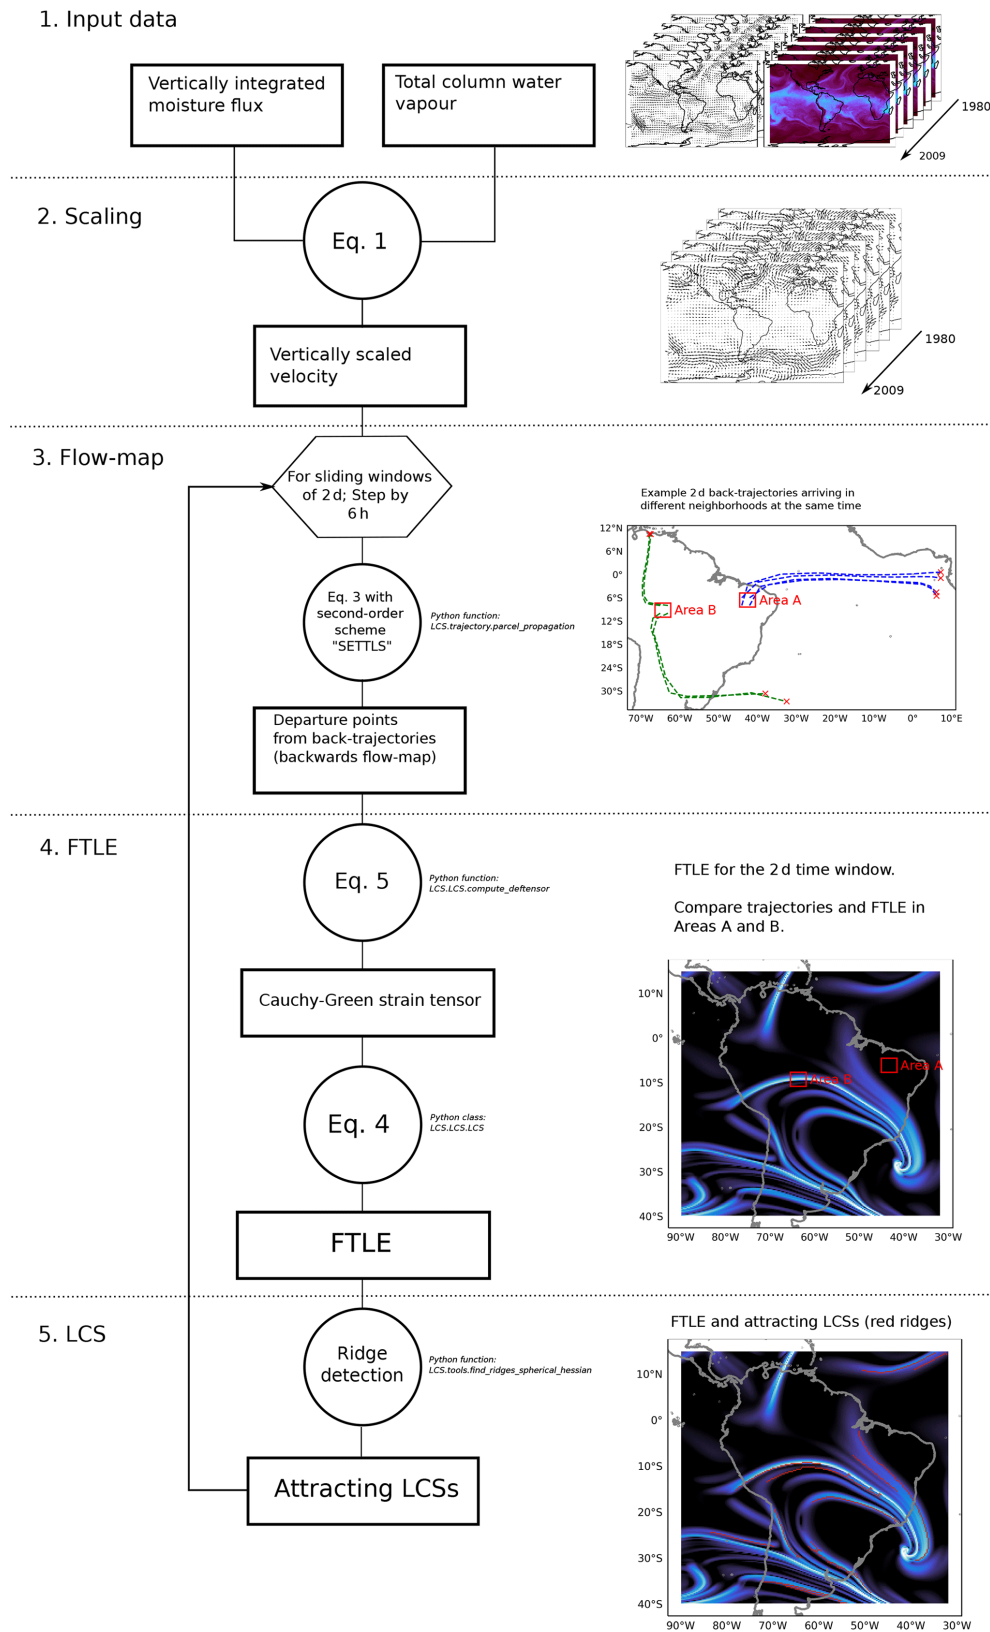 1. Input data
Vertically integrated
moisture flux
Total column water
vapour
1980
2009
2. Scaling
Eq. 1
Vertically scaled
velocity
1980
2009
3. Flow-map
For sliding windows
of 2 d; Step by
6 h
Eq. 3 with
second-order
scheme
"SETTLS"
Python function:
LCS.trajectory.parcel_propagation
Departure points
from back-trajectories
(backwards flow-map)
Example 2 d back-trajectories arriving in
different neighborhoods at the same time
12°N
6°N
0°
6°S
12°S
18°S
24°S
30°S
Area B
Area A
70°W 60°W 50°W 40°W 30°W 20°W 10°W 0° 10°E
4. FTLE
Eq. 5
Python function:
LCS.LCS.compute_deftensor
Cauchy-Green strain tensor
Eq. 4
Python class:
LCS.LCS.LCS
FTLE
FTLE for the 2 d time window.
Compare trajectories and FTLE in
Areas A and B.
10°N
0°
10°S
20°S
30°S
40°S
Area A
Area B
90°W 80°W 70°W 60°W 50°W 40°W 30°W
5. LCS
Ridge
detection
Python function:
LCS.tools.find_ridges_spherical_hessian
Attracting LCSs
FTLE and attracting LCSs (red ridges)
10°N
0°
10°S
20°S
30°S
40°S
90°W 80°W 70°W 60°W 50°W 40°W 30°W